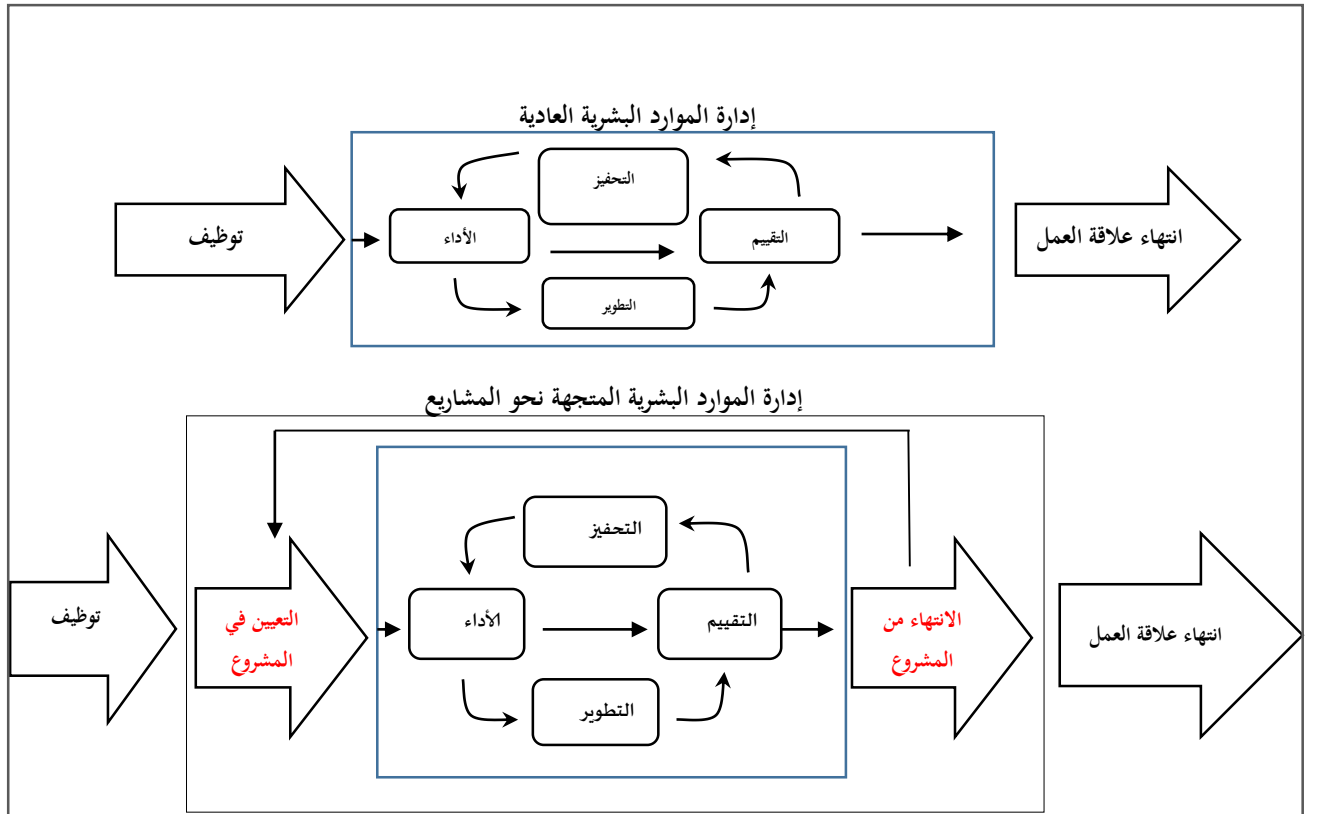 إدارة الموارد البشرية العادية
توظيف
التحفيز
الأداء
التقييم
التطوير
انتهاء علاقة العمل
إدارة الموارد البشرية المتجهة نحو المشاريع
توظيف
التعيين في
المشروع
التحفيز
الأداء
التقييم
التطوير
الانتهاء من
المشروع
انتهاء علاقة العمل